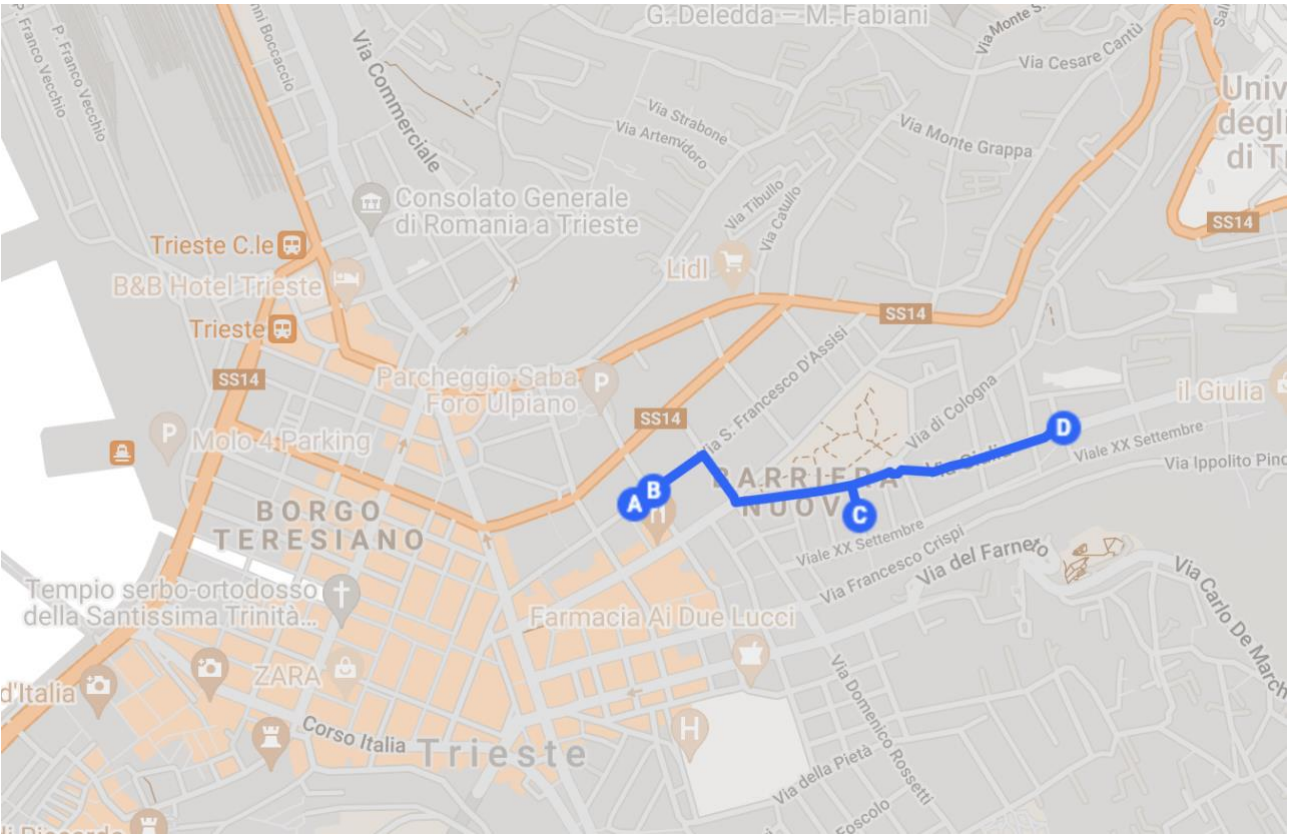 G. Deledda – M. Fabiani
P. Franco Vecchio
P. Franco Vecchio
Via Commerciale
Via Cesare Cantù
Via Strabone
Via Artemidoro
Via Monte Grappa
Univ
degli
di Tr
Consolato Generale
di Romania a Trieste
Via Tibullo
Via Catullo
SS14
Trieste C.le
Lidl
B&B Hotel Trieste
SS14
Trieste
SS14
Parcheggio Saba
Foro Ulpiano
P
Via S. Francesco D'Assisi
il Giulia
SS14
Via di Cologna
P
Molo 4 Parking
D
Viale XX Settembre
Via Giulia
Via Ippolito Pind
BARRIERA
NUOVA
A
B
C
BORGO
TERESIANO
Viale XX Settembre
Via Francesco Crispi
Via del Farneto
Via Carlo De March
Tempio serbo-ortodosso
della Santissima Trinità...
Farmacia Ai Due Lucci
ZARA
d'Italia
Corso Italia
Trieste
H
Via Domenico Rossetti
Via della Pietà
Foscolo